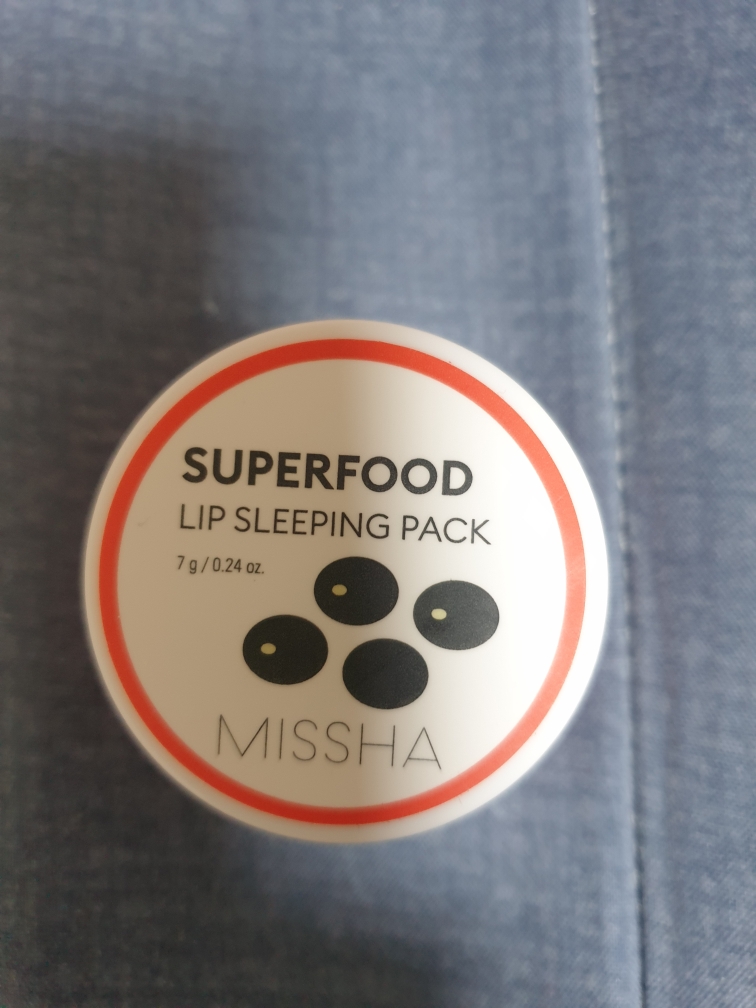 SUPERFOOD
LIP SLEEPING PACK
7 g / 0.24 oz.
MISSHA